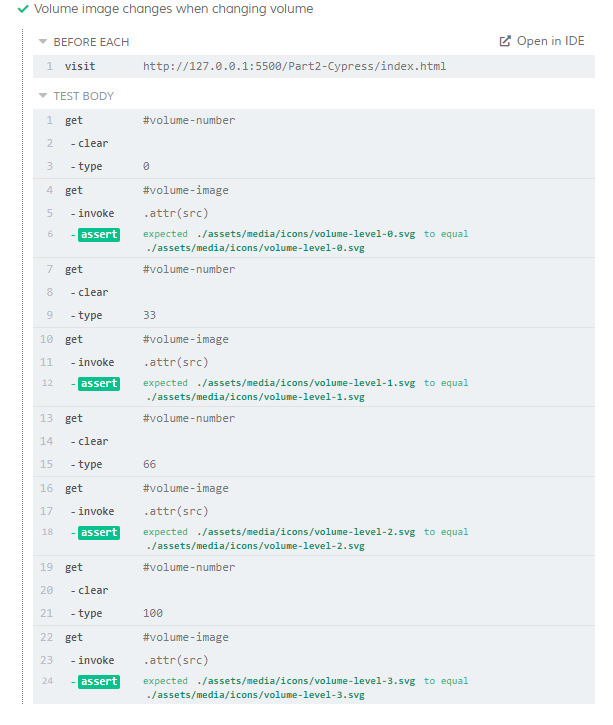 Volume image changes when changing volume
BEFORE EACH Open in IDE
1 visit http://127.0.0.1:5500/Part2-Cypress/index.html
TEST BODY
1 get #volume-number
2 -clear
3 -type 0
4 get #volume-image
5 -invoke .attr(src)
6 -assert expected ./assets/media/icons/volume-level-0.svg to equal
./assets/media/icons/volume-level-0.svg
7 get #volume-number
8 -clear
9 -type 33
10 get #volume-image
11 -invoke .attr(src)
12 -assert expected ./assets/media/icons/volume-level-1.svg to equal
./assets/media/icons/volume-level-1.svg
13 get #volume-number
14 -clear
15 -type 66
16 get #volume-image
17 -invoke .attr(src)
18 -assert expected ./assets/media/icons/volume-level-2.svg to equal
./assets/media/icons/volume-level-2.svg
19 get #volume-number
20 -clear
21 -type 100
22 get #volume-image
23 -invoke .attr(src)
24 -assert expected ./assets/media/icons/volume-level-3.svg to equal
./assets/media/icons/volume-level-3.svg